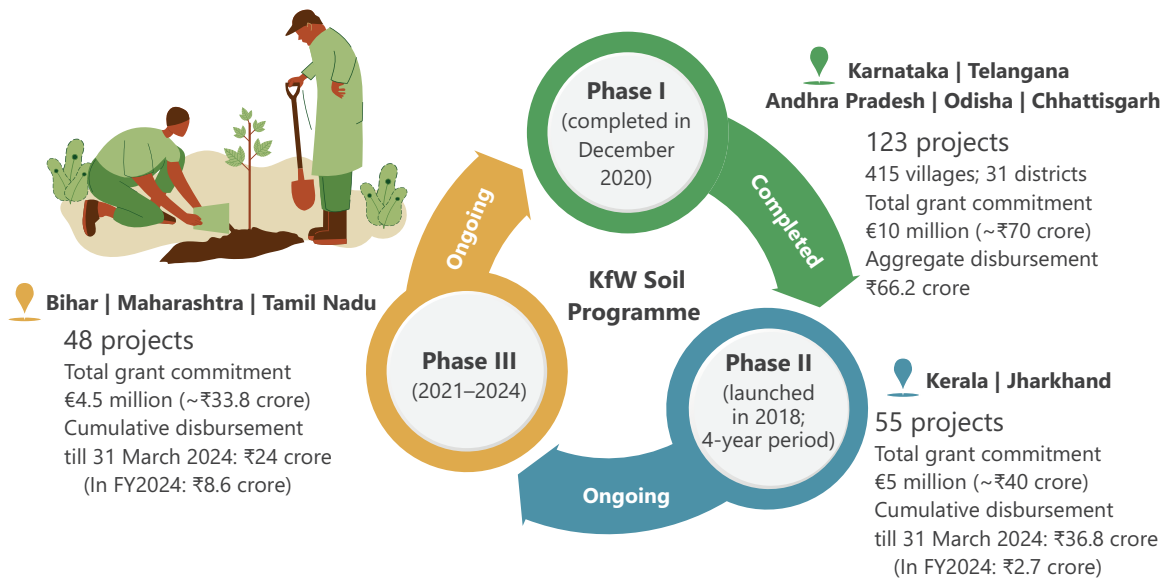 KfW Soil
Programme
Phase I
(completed in
December
2020)
Completed
Karnataka | Telangana
Andhra Pradesh | Odisha | Chhattisgarh
123 projects
415 villages; 31 districts
Total grant commitment
€10 million (~₹70 crore)
Aggregate disbursement
₹66.2 crore
Phase II
(launched
in 2018;
4-year period)
Ongoing
Kerala | Jharkhand
55 projects
Total grant commitment
€5 million (~₹40 crore)
Cumulative disbursement
till 31 March 2024: ₹36.8 crore
(In FY2024: ₹2.7 crore)
Phase III
(2021–2024)
Ongoing
Bihar | Maharashtra | Tamil Nadu
48 projects
Total grant commitment
€4.5 million (~₹33.8 crore)
Cumulative disbursement
till 31 March 2024: ₹24 crore
(In FY2024: ₹8.6 crore)